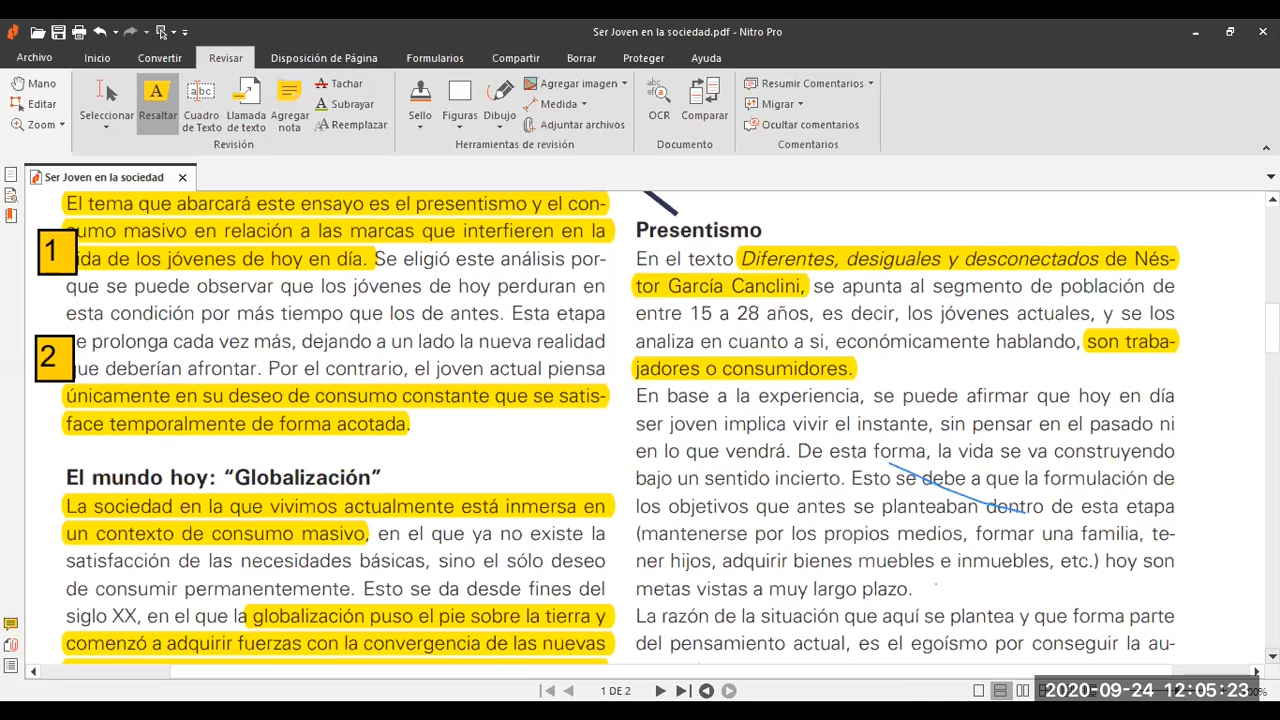 Ser Joven en la sociedad.pdf - Nitro Pro
Archivo Inicio Convertir Revisar Disposición de Página Formularios Compartir Borrar Proteger Ayuda
Mano
Editar
Zoom
Seleccionar
Resaltar
Cuadro de Texto
Llamada de texto
Agregar nota
Tachar
Subrayar
Reemplazar
Revisión
Sello
Figuras
Dibujo
Agregar imagen
Medida
Adjuntar archivos
Herramientas de revisión
OCR
Comparar
Documento
Resumir Comentarios
Migrar
Ocultar comentarios
Comentarios
Ser Joven en la sociedad
El tema que abarcará este ensayo es el presentismo y el con-
sumo masivo en relación a las marcas que interfieren en la
1
ida de los jóvenes de hoy en día. Se eligió este análisis por-
que se puede observar que los jóvenes de hoy perduran en
esta condición por más tiempo que los de antes. Esta etapa
2
e prolonga cada vez más, dejando a un lado la nueva realidad
que deberían afrontar. Por el contrario, el joven actual piensa
únicamente en su deseo de consumo constante que se satis-
face temporalmente de forma acotada.
El mundo hoy: “Globalización”
La sociedad en la que vivimos actualmente está inmersa en
un contexto de consumo masivo, en el que ya no existe la
satisfacción de las necesidades básicas, sino el sólo deseo
de consumir permanentemente. Esto se da desde fines del
siglo XX, en el que la globalización puso el pie sobre la tierra y
comenzó a adquirir fuerzas con la convergencia de las nuevas
Presentismo
En el texto Diferentes, desiguales y desconectados de Nés-
tor García Canclini, se apunta al segmento de población de
entre 15 a 28 años, es decir, los jóvenes actuales, y se los
analiza en cuanto a si, económicamente hablando, son traba-
jadores o consumidores.
En base a la experiencia, se puede afirmar que hoy en día
ser joven implica vivir el instante, sin pensar en el pasado ni
en lo que vendrá. De esta forma, la vida se va construyendo
bajo un sentido incierto. Esto se debe a que la formulación de
los objetivos que antes se planteaban dentro de esta etapa
(mantenerse por los propios medios, formar una familia, te-
ner hijos, adquirir bienes muebles e inmuebles, etc.) hoy son
metas vistas a muy largo plazo.
La razón de la situación que aquí se plantea y que forma parte
del pensamiento actual, es el egoísmo por conseguir la au-
1 DE 2
2020-09-24 12:05:23